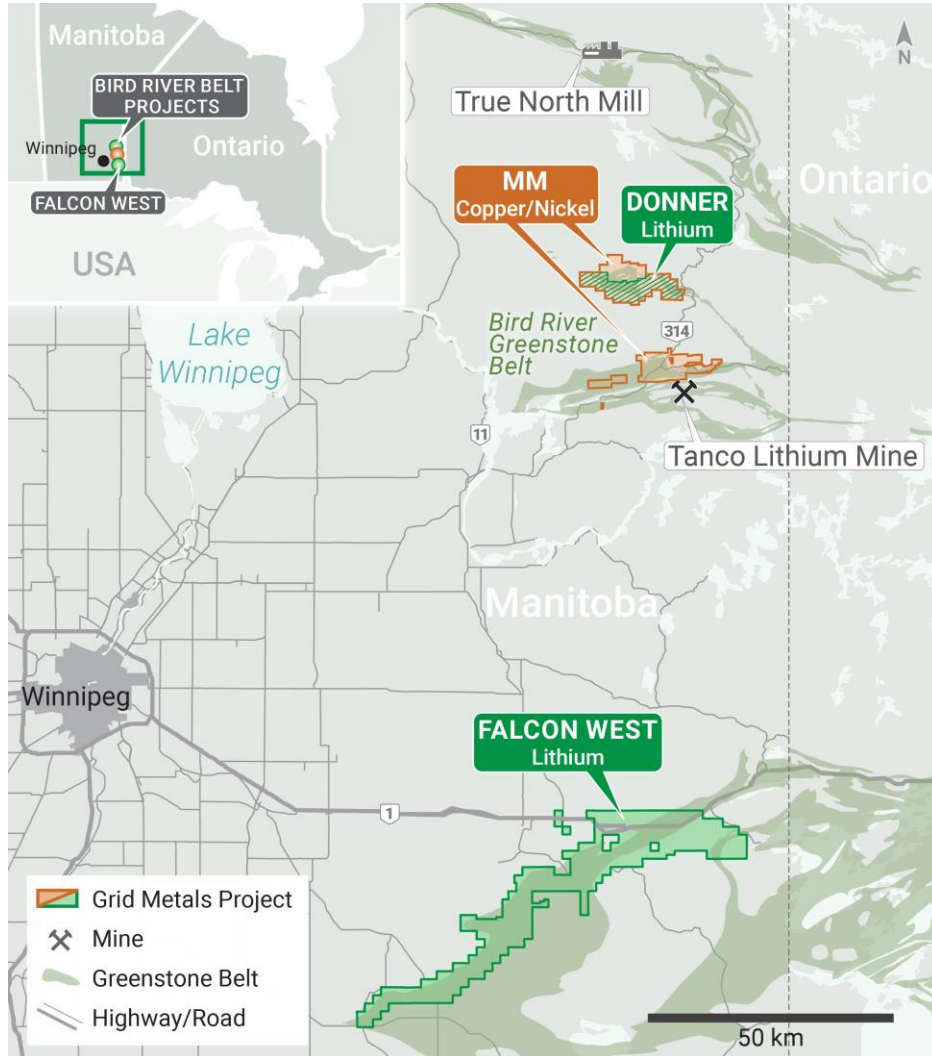 Manitoba
BIRD RIVER BELT
PROJECTS
Winnipeg
Ontario
FALCON WEST
USA
N
True North Mill
Ontario
MM
Copper/Nickel
DONNER
Lithium
Lake
Winnipeg
Bird River
Greenstone
Belt
314
11
Tanco Lithium Mine
Manitoba
Winnipeg
FALCON WEST
Lithium
1
Grid Metals Project
Mine
Greenstone Belt
Highway/Road
50 km